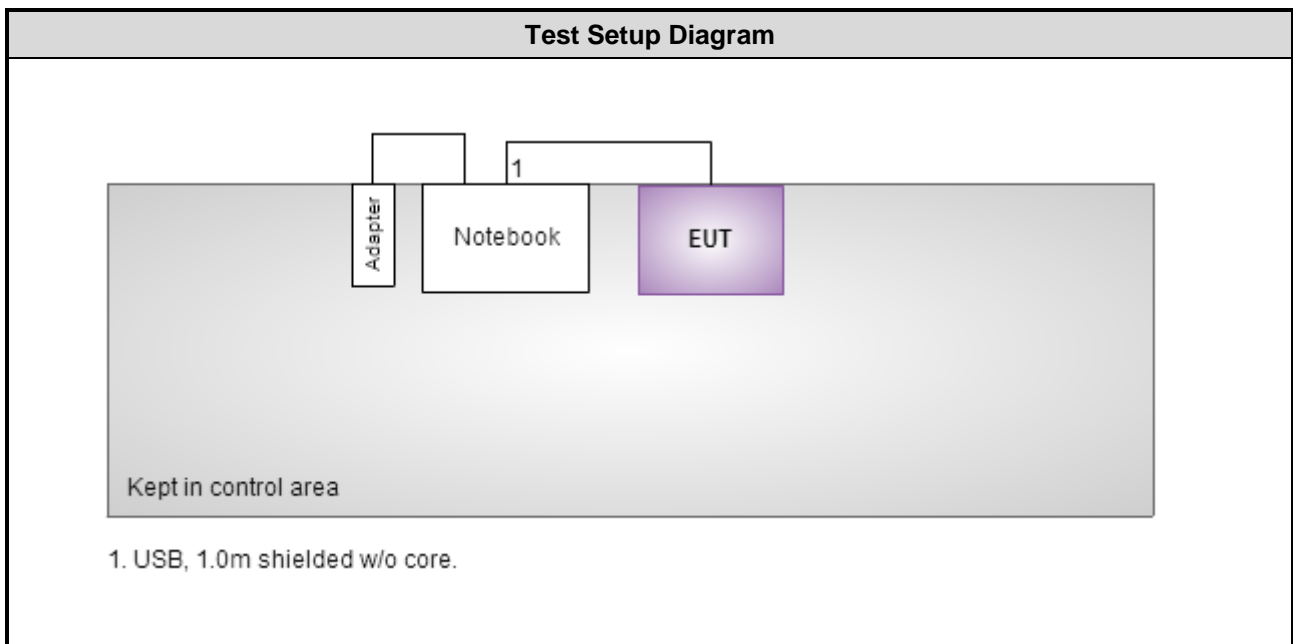 Test Setup Diagram
1
Adapter
Notebook
EUT
Kept in control area
1. USB, 1.0m shielded w/o core.